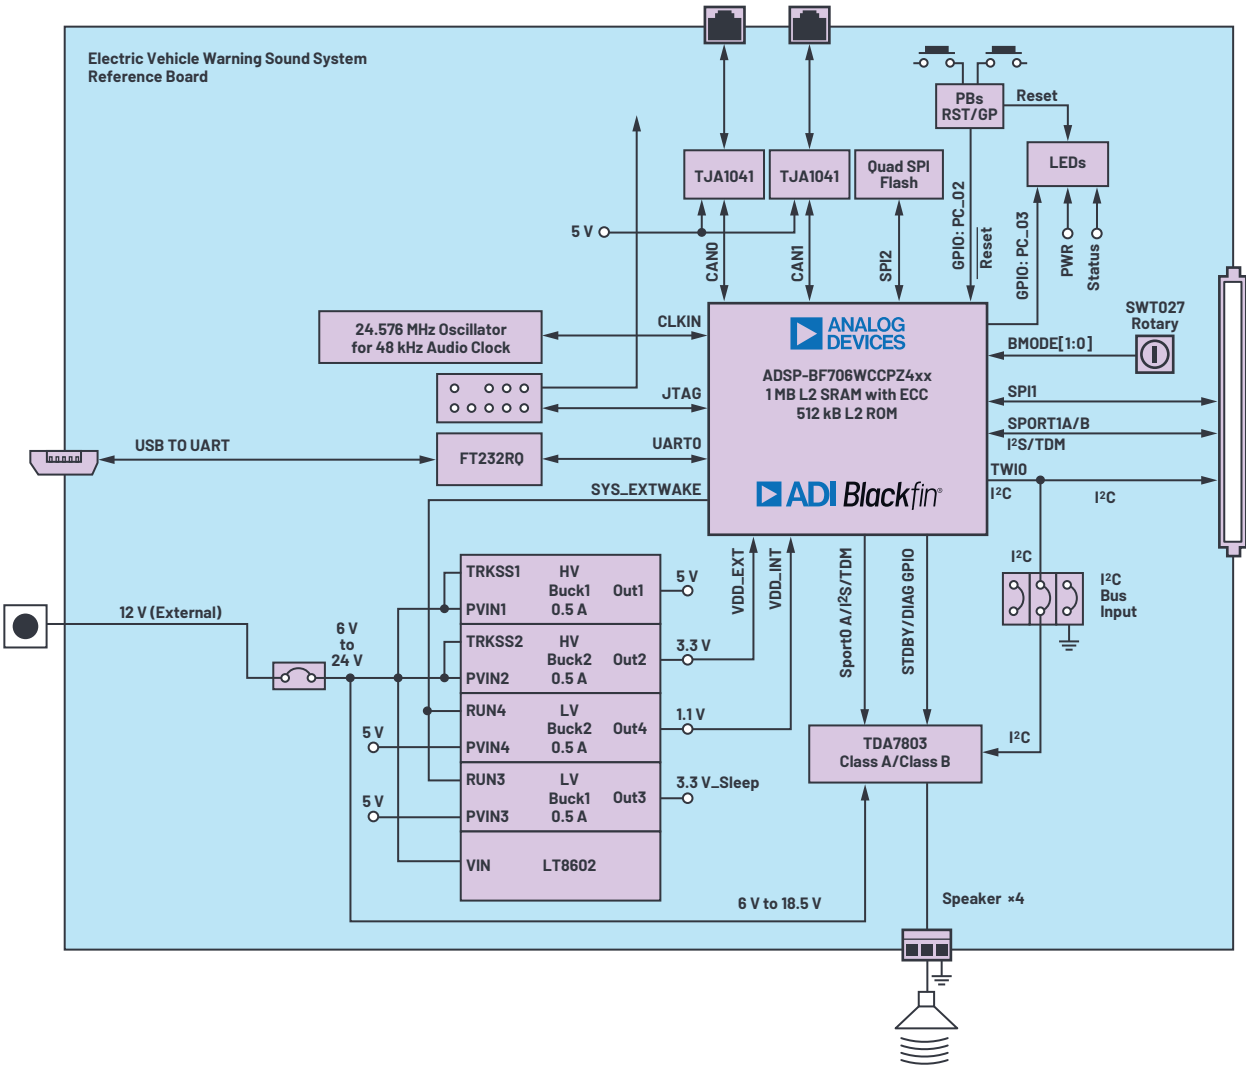 Electric Vehicle Warning Sound System
Reference Board
PBs
RST/GP
Reset
LEDs
TJA1041
TJA1041
Quad SPI
Flash
5 V
CAN0
CAN1
SPI2
GPIO: PC_02
Reset
GPIO: PC_03
PWR
Status
24.576 MHz Oscillator
for 48 kHz Audio Clock
CLKIN
JTAG
USB TO UART
FT232RQ
UART0
SYS_EXTWAKE
ANALOG
DEVICES
ADSP-BF706WCCPZ4xx
1 MB L2 SRAM with ECC
512 kB L2 ROM
ADI Blackfin®
SWT027
Rotary
BMODE[1:0]
SPI1
SPORT1A/B
I²S/TDM
TWI0
I²C
I²C
I²C
I²C
Bus
Input
I²C
12 V (External)
6 V
to
24 V
TRKSS1
HV
Buck1
0.5 A
PVIN1
Out1
5 V
TRKSS2
HV
Buck2
0.5 A
PVIN2
Out2
3.3 V
RUN4
LV
Buck2
0.5 A
PVIN4
Out4
1.1 V
5 V
RUN3
LV
Buck1
0.5 A
PVIN3
Out3
3.3 V_Sleep
5 V
VIN
LT8602
VDD_EXT
VDD_INT
Sport0 A/I²S/TDM
STDBY/DIAG GPIO
TDA7803
Class A/Class B
6 V to 18.5 V
Speaker ×4